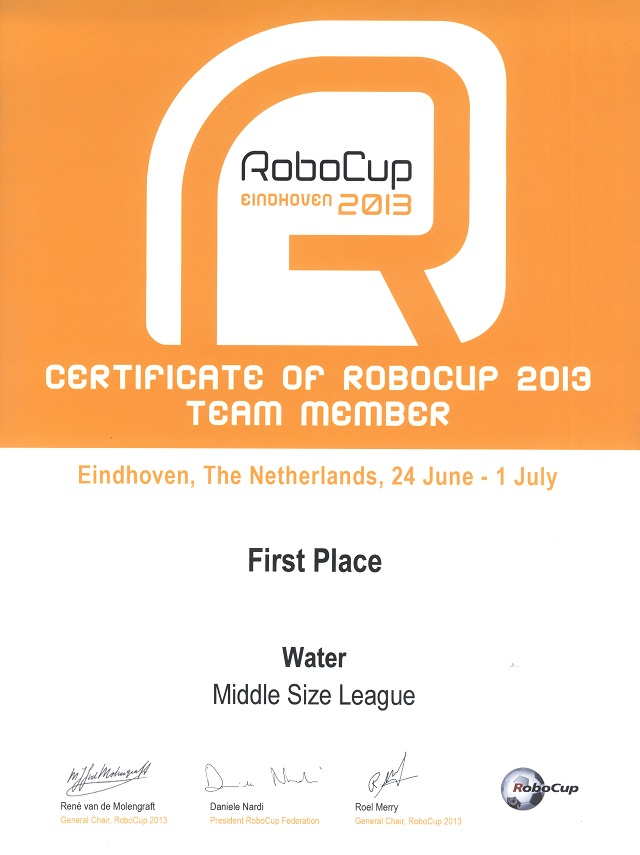 RoboCup
EINDHOVEN 2013
CERTIFICATE OF ROBOCUP 2013
TEAM MEMBER
Eindhoven, The Netherlands, 24 June - 1 July
First Place
Water
Middle Size League
René van de Molengraft
General Chair, RoboCup 2013
Daniele Nardi
President RoboCup Federation
Roel Merry
General Chair, RoboCup 2013
RoboCup